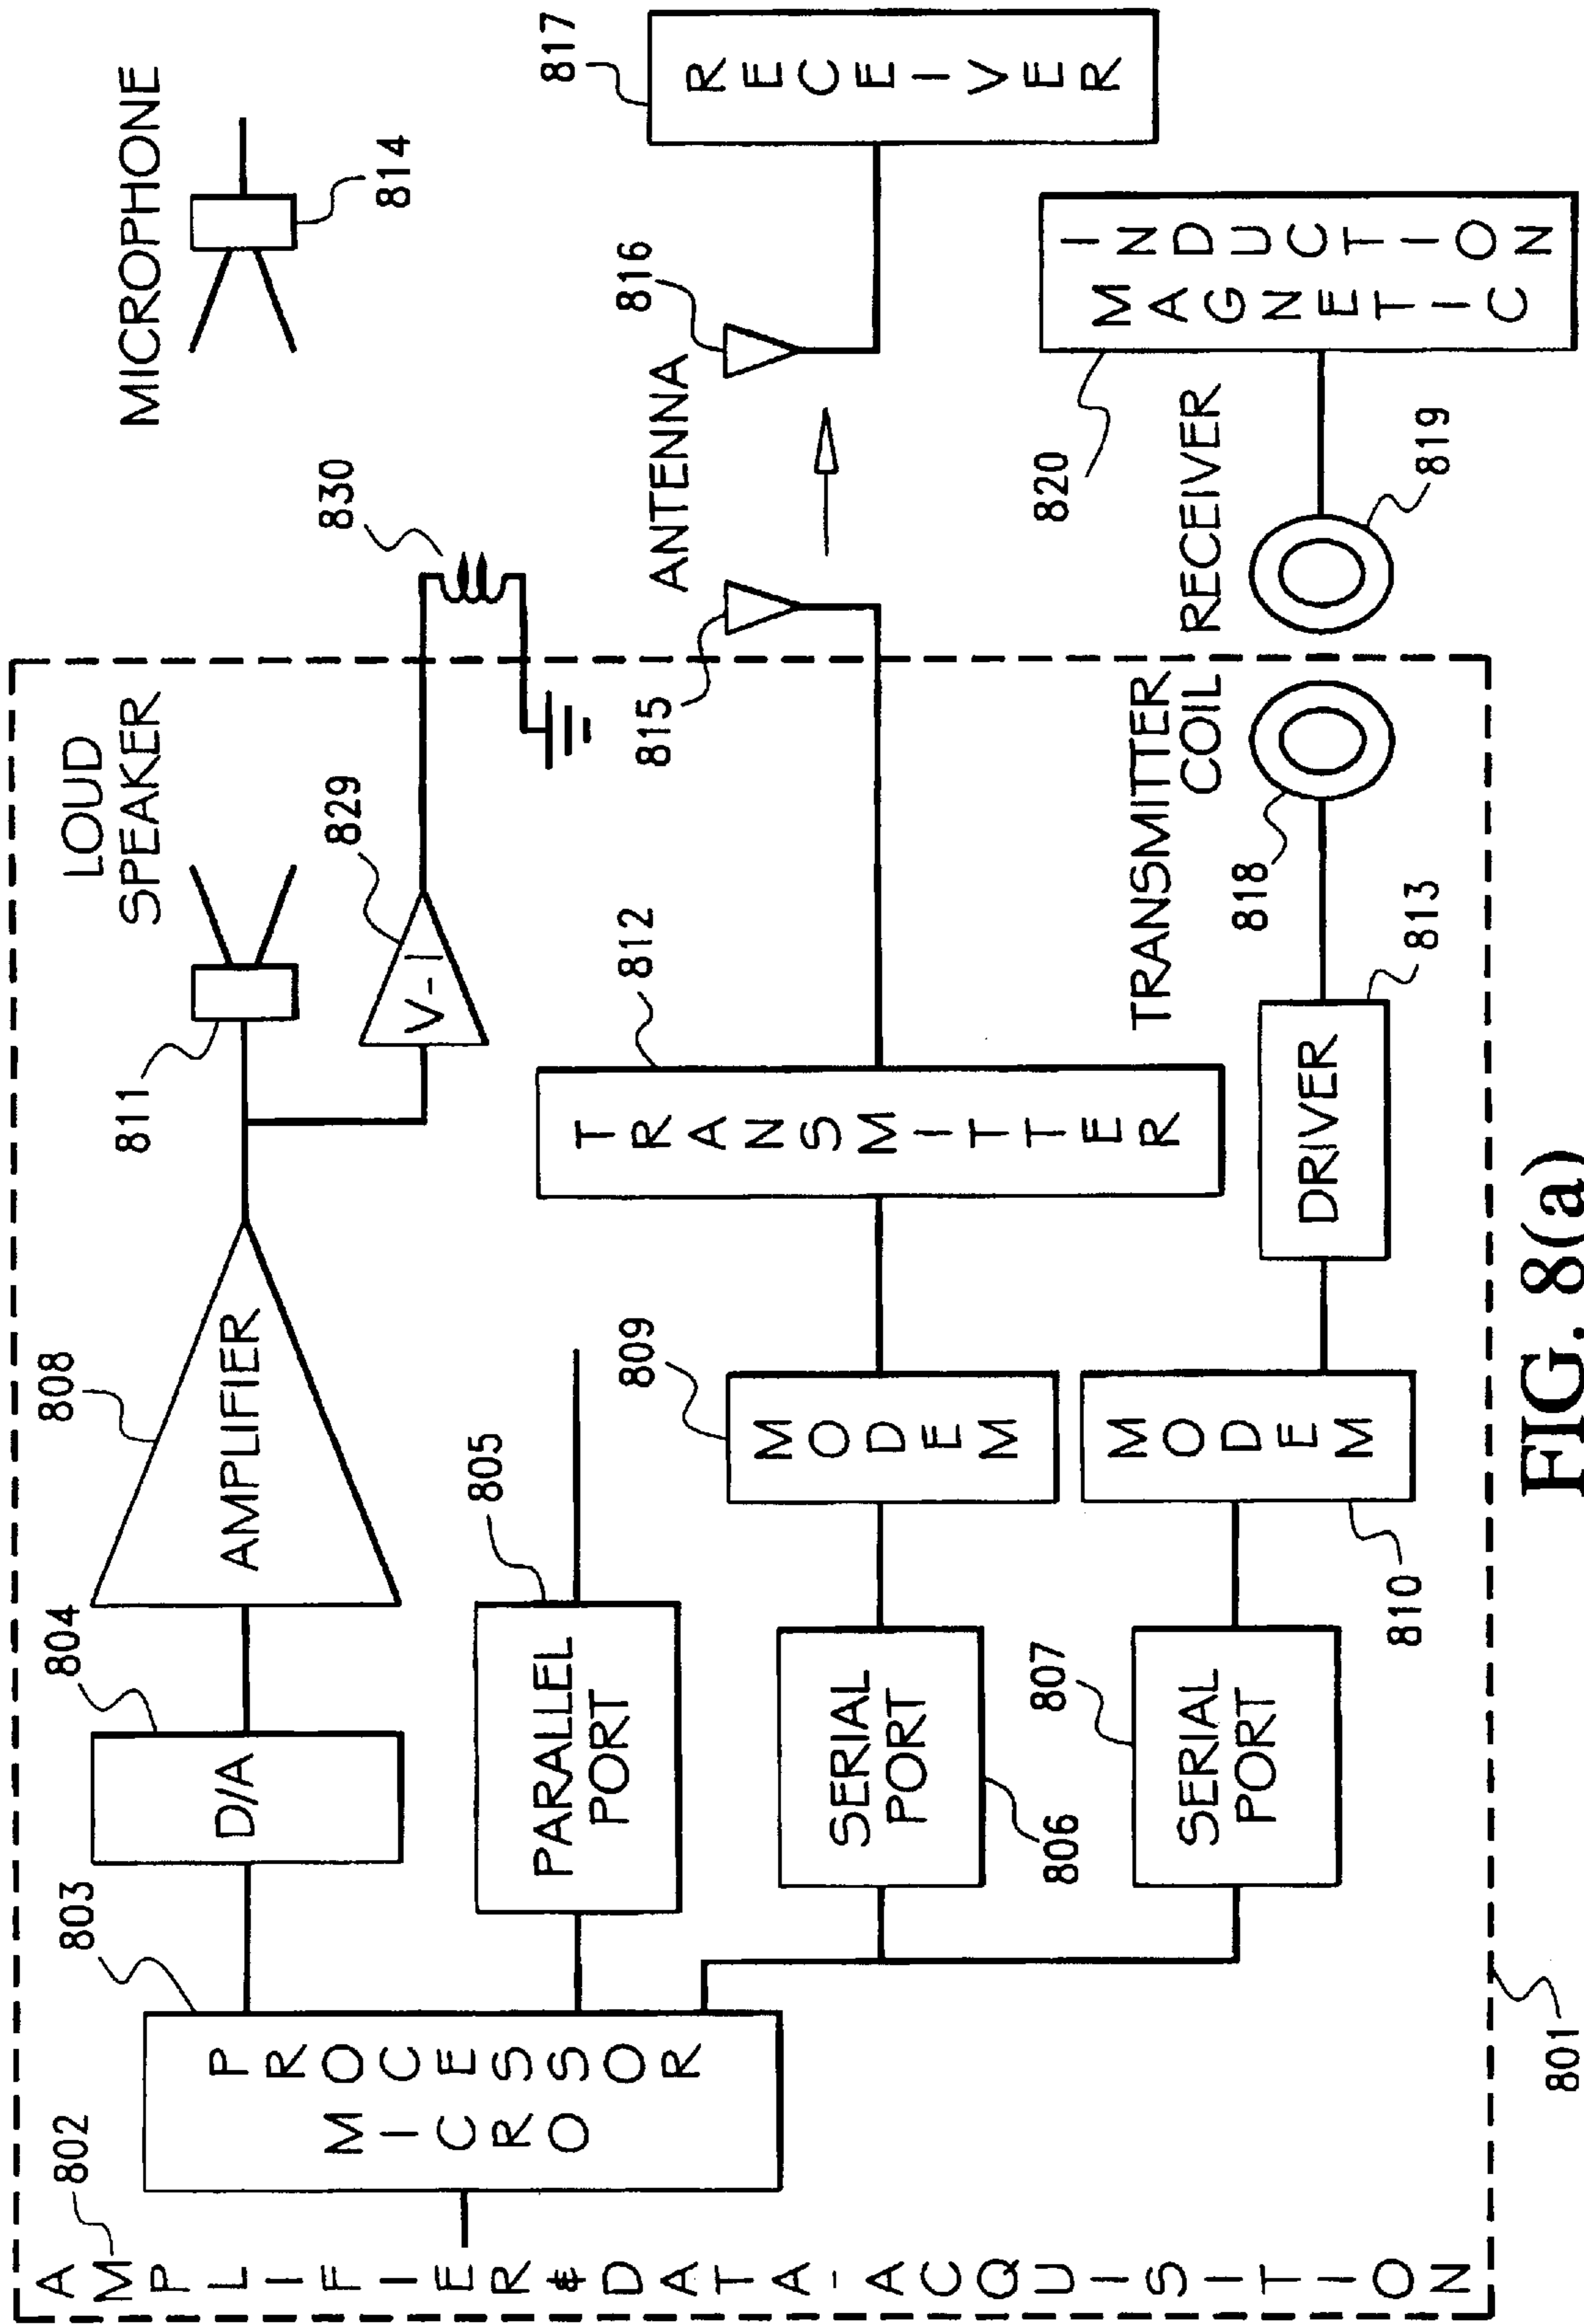 AMPLIFIER & DATA-ACQUISITION
802
MICRO
PROCESSOR
803
D/A
804
AMPLIFIER
808
LOUD
SPEAKER
811
V-I
829
830
MICROPHONE
814
PARALLEL
PORT
805
SERIAL
PORT
806
MODEM
809
TRANSMITTER
812
815
ANTENNA
816
RECEIVER
817
SERIAL
PORT
807
MODEM
810
DRIVER
813
TRANSMITTER
COIL
818
RECEIVER
819
MAGNETIC
INDUCTION
820
801
FIG. 8(a)